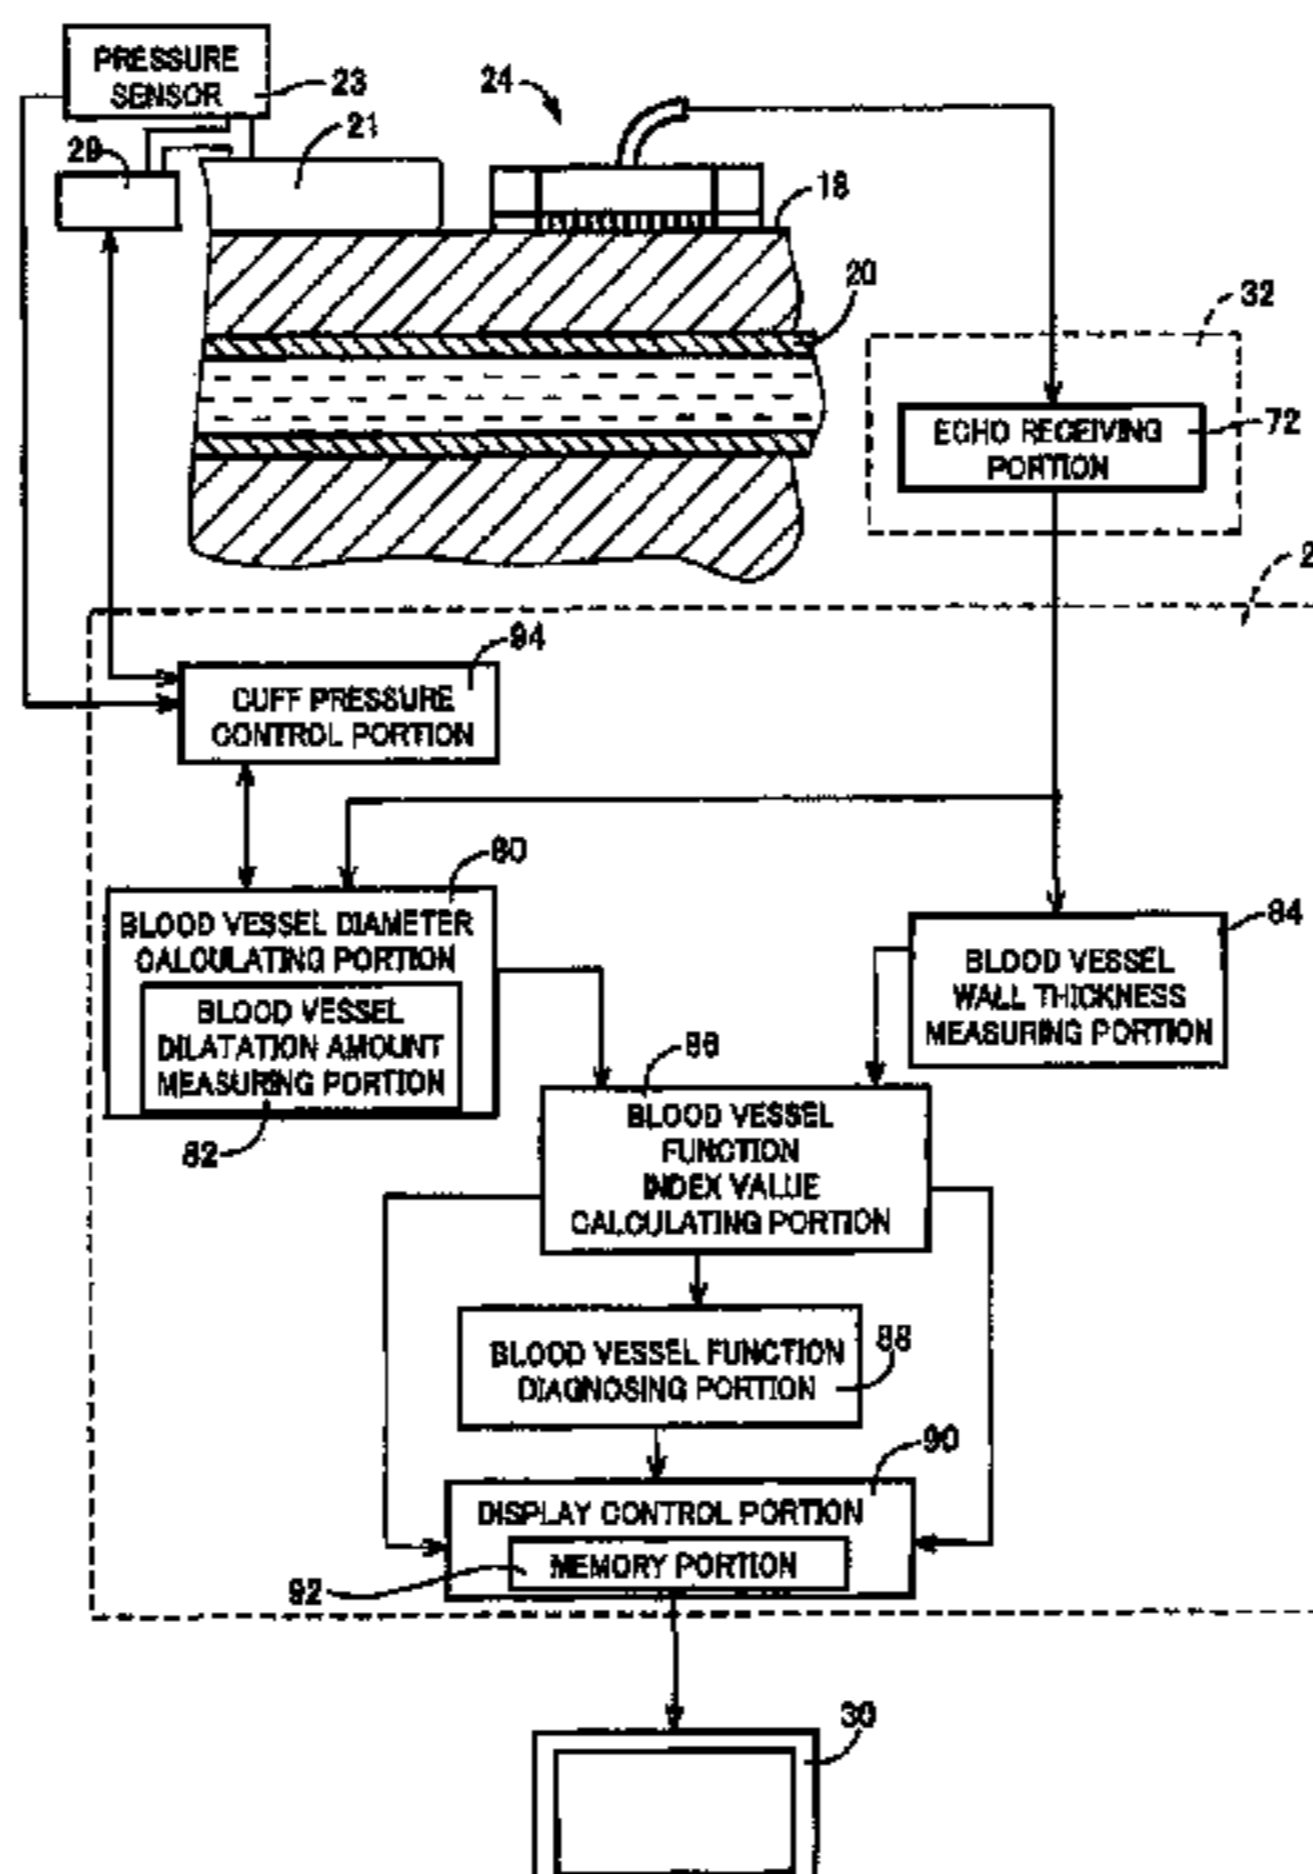 PRESSURE
SENSOR
23
24
21
29
18
20
32
ECHO RECEIVING
PORTION
72
2
94
CUFF PRESSURE
CONTROL PORTION
80
BLOOD VESSEL DIAMETER
CALCULATING PORTION
84
BLOOD VESSEL
WALL THICKNESS
MEASURING PORTION
BLOOD VESSEL
DILATATION AMOUNT
MEASURING PORTION
82
86
BLOOD VESSEL
FUNCTION
INDEX VALUE
CALCULATING PORTION
88
BLOOD VESSEL FUNCTION
DIAGNOSING PORTION
90
DISPLAY CONTROL PORTION
MEMORY PORTION
92
30